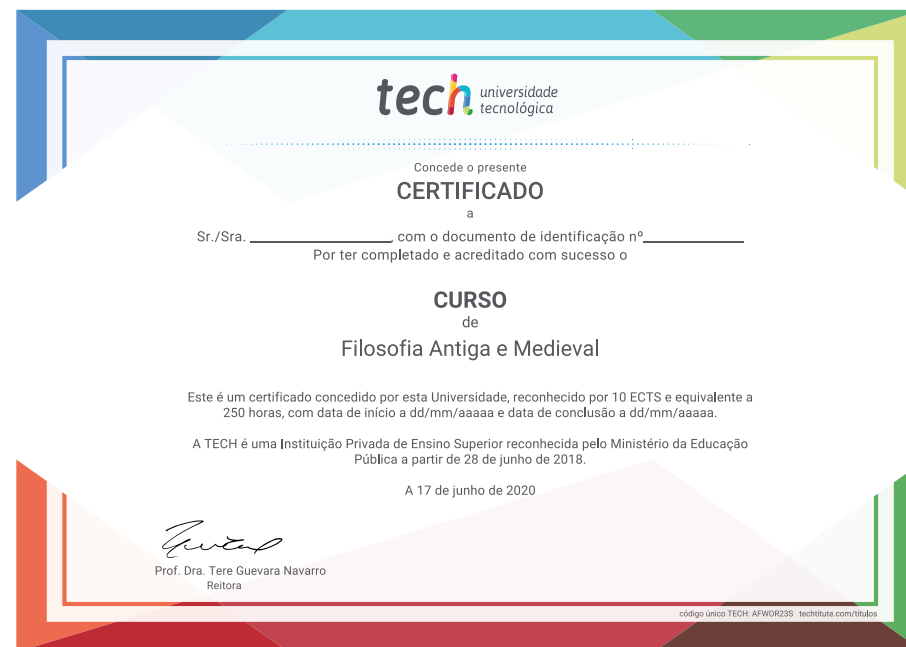 tech universidade
tecnológica
Concede o presente
CERTIFICADO
a
Sr./Sra. ____________________, com o documento de identificação nº______________
Por ter completado e acreditado com sucesso o
CURSO
de
Filosofia Antiga e Medieval
Este é um certificado concedido por esta Universidade, reconhecido por 10 ECTS e equivalente a
250 horas, com data de início a dd/mm/aaaaa e data de conclusão a dd/mm/aaaaa.
A TECH é uma Instituição Privada de Ensino Superior reconhecida pelo Ministério da Educação
Pública a partir de 28 de junho de 2018.
A 17 de junho de 2020
Prof. Dra. Tere Guevara Navarro
Reitora
código único TECH: AFWOR23S techtitute.com/titulos